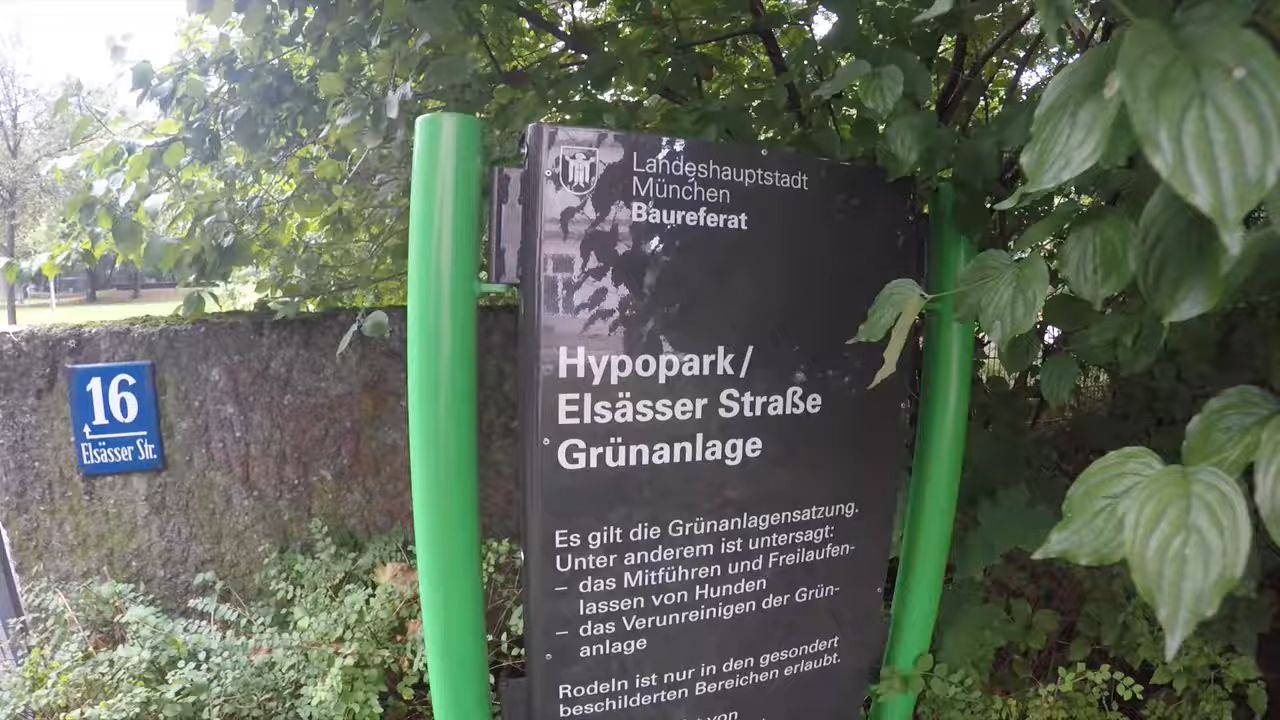 Landeshauptstadt
München
Baureferat
Hypopark/
Elsässer Straße
Grünanlage
Es gilt die Grünanlagensatzung.
Unter anderem ist untersagt:
– das Mitführen und Freilaufen-
lassen von Hunden
– das Verunreinigen der Grün-
anlage
Rodeln ist nur in den gesondert
beschilderten Bereichen erlaubt.
von
16
Elsässer Str.